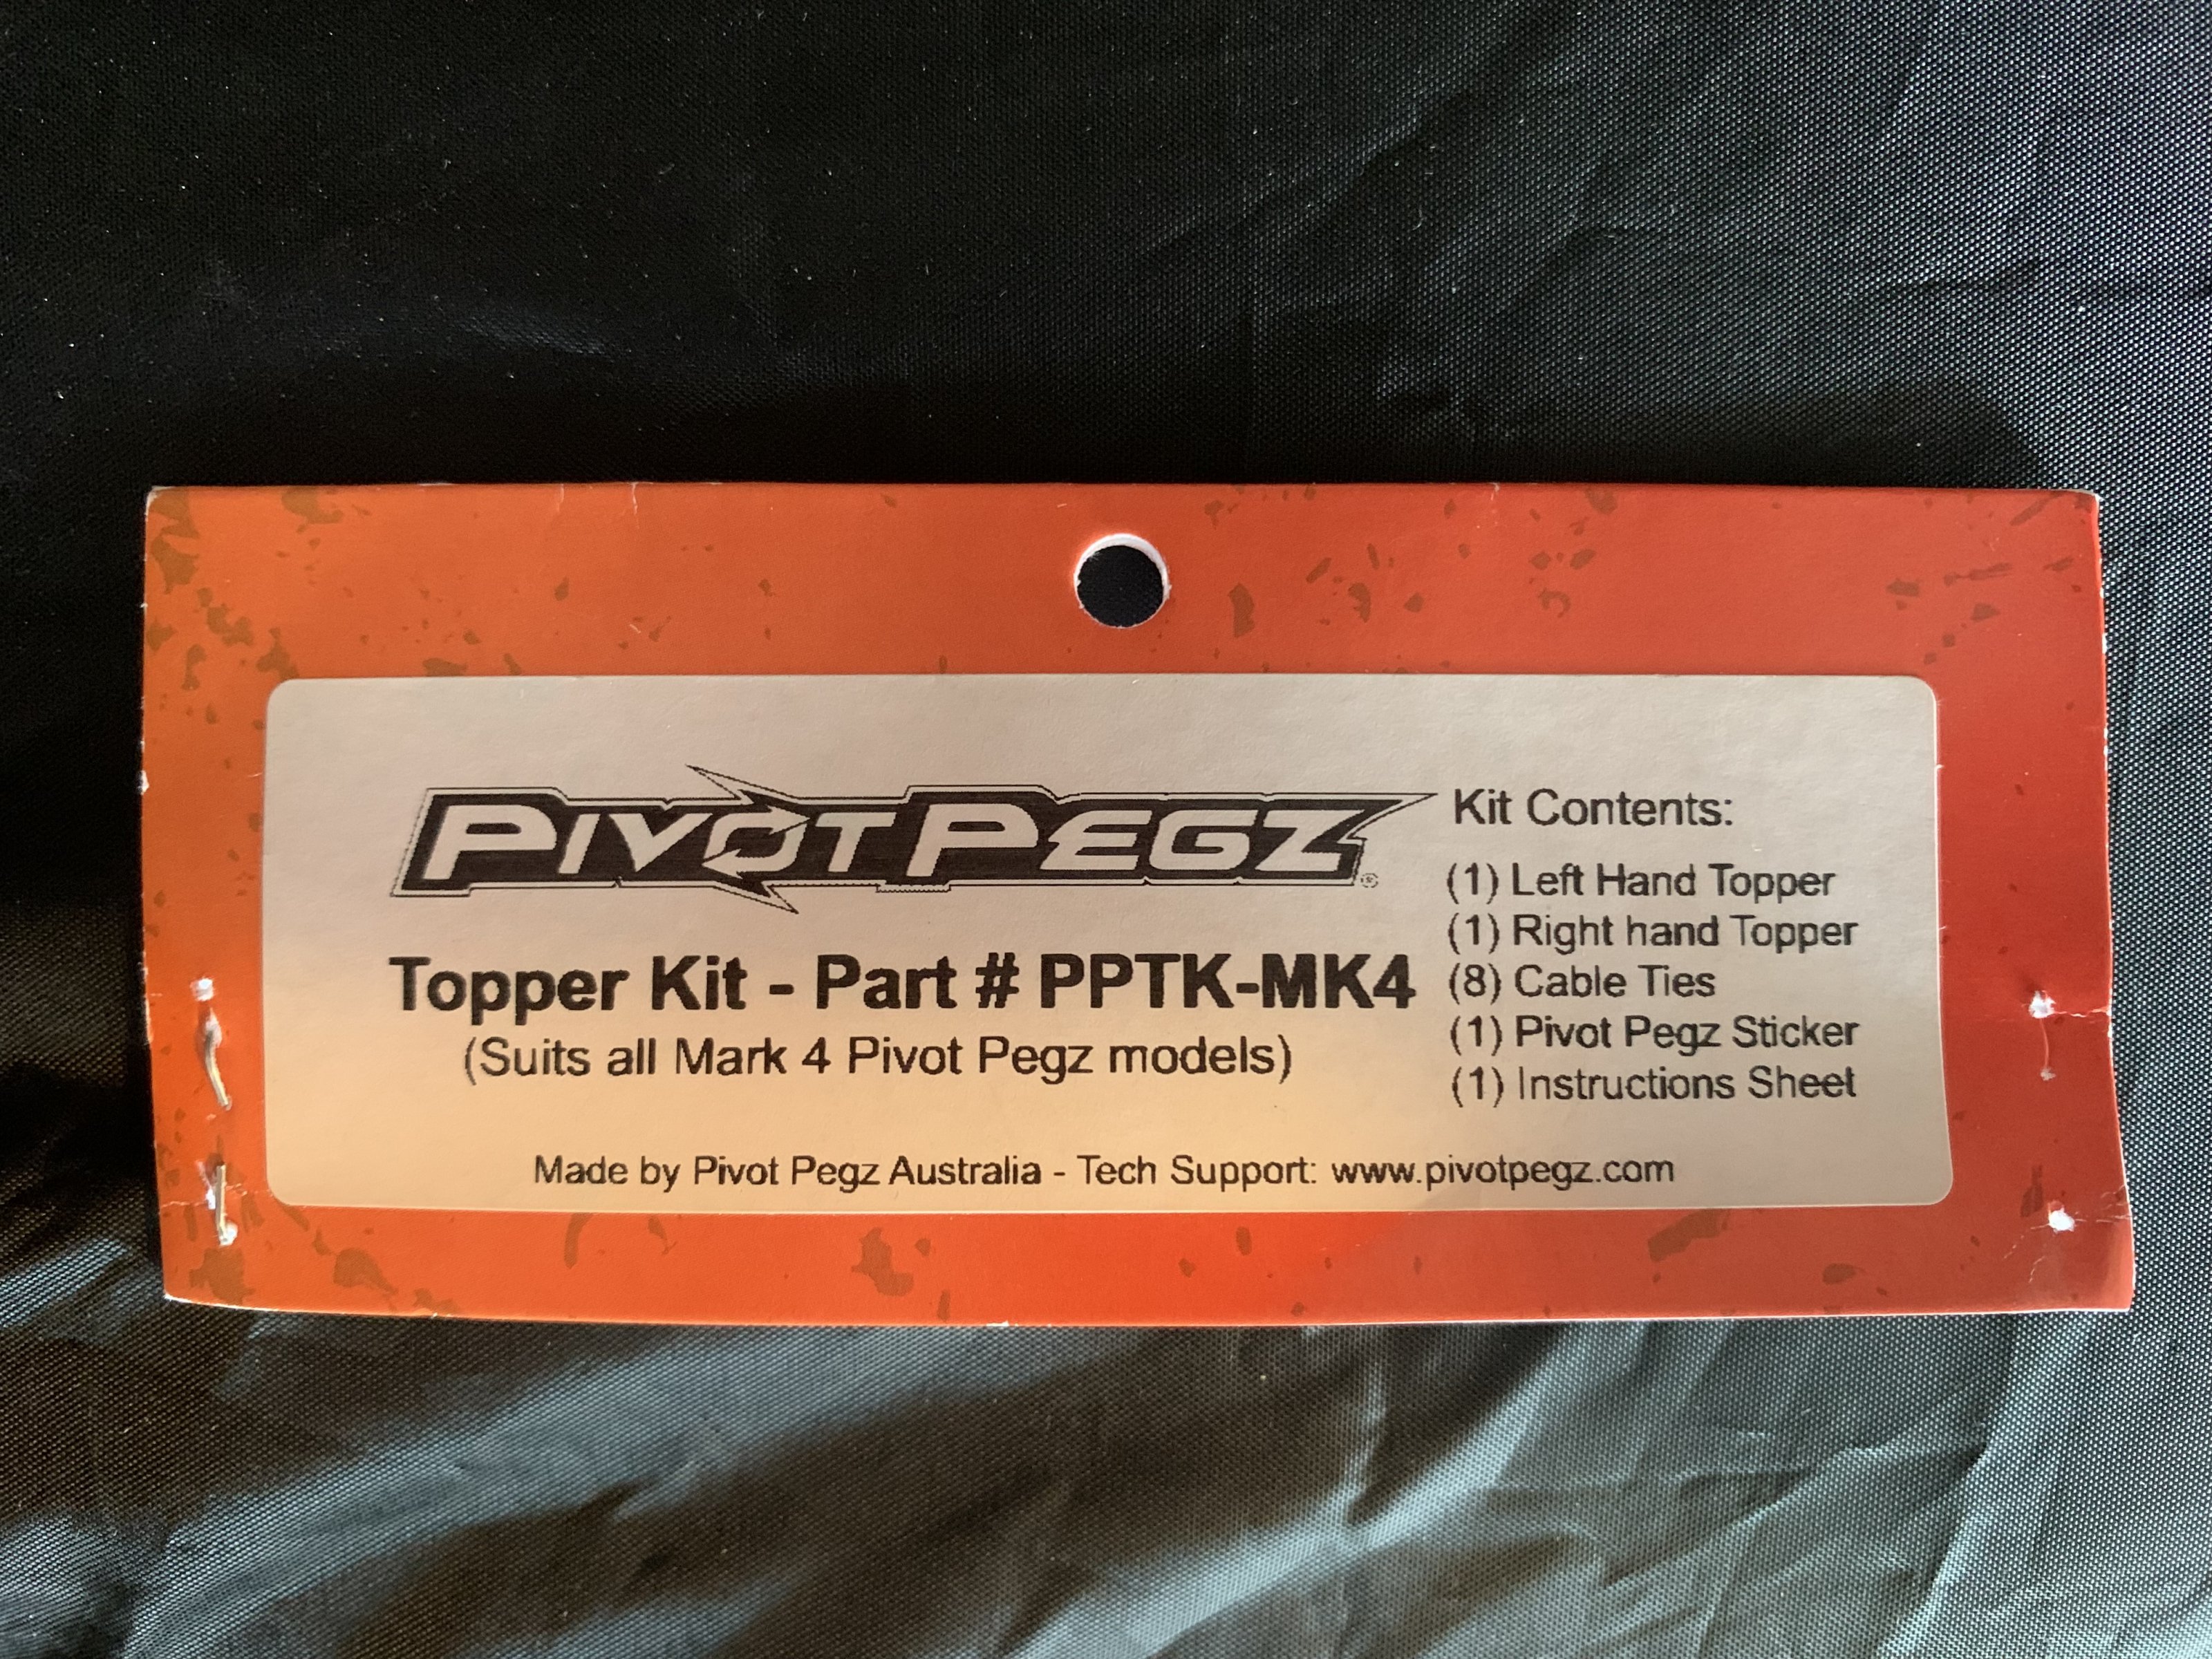 PIVOT PEGZ®
Topper Kit - Part # PPTK-MK4
(Suits all Mark 4 Pivot Pegz models)
Kit Contents:
(1) Left Hand Topper
(1) Right hand Topper
(8) Cable Ties
(1) Pivot Pegz Sticker
(1) Instructions Sheet
Made by Pivot Pegz Australia - Tech Support: www.pivotpegz.com